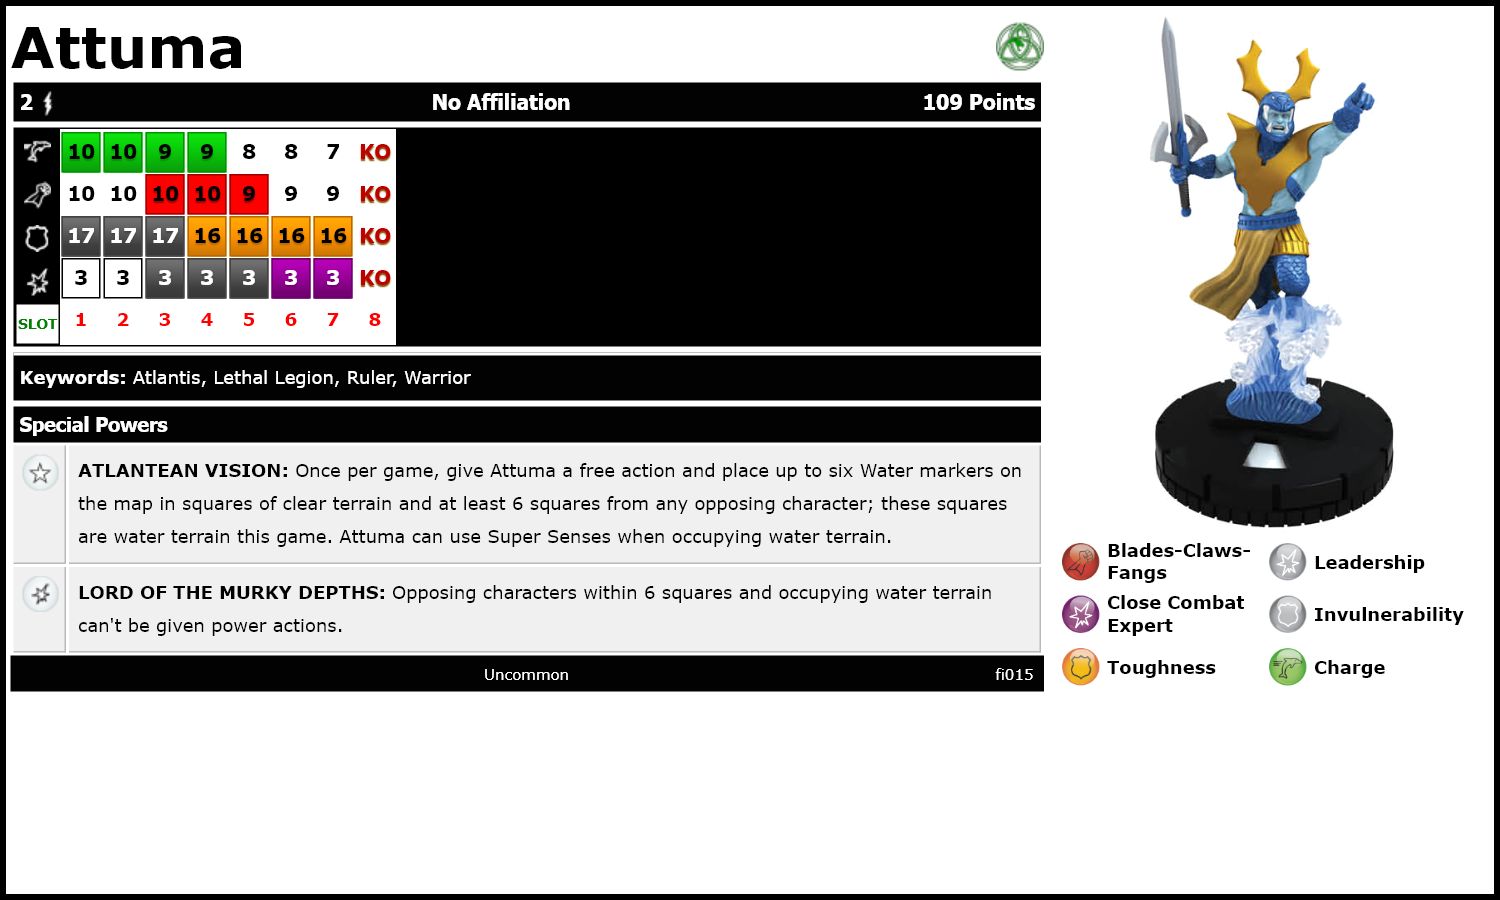 Attuma
2 No Affiliation 109 Points
10 10 9 9 8 8 7 KO
10 10 10 10 9 9 9 KO
17 17 17 16 16 16 16 KO
3 3 3 3 3 3 3 KO
SLOT 1 2 3 4 5 6 7 8
Keywords: Atlantis, Lethal Legion, Ruler, Warrior
Special Powers
ATLANTEAN VISION: Once per game, give Attuma a free action and place up to six Water markers on
the map in squares of clear terrain and at least 6 squares from any opposing character; these squares
are water terrain this game. Attuma can use Super Senses when occupying water terrain.
LORD OF THE MURKY DEPTHS: Opposing characters within 6 squares and occupying water terrain
can't be given power actions.
Uncommon fi015
Blades-Claws-
Fangs
Leadership
Close Combat
Expert
Invulnerability
Toughness
Charge